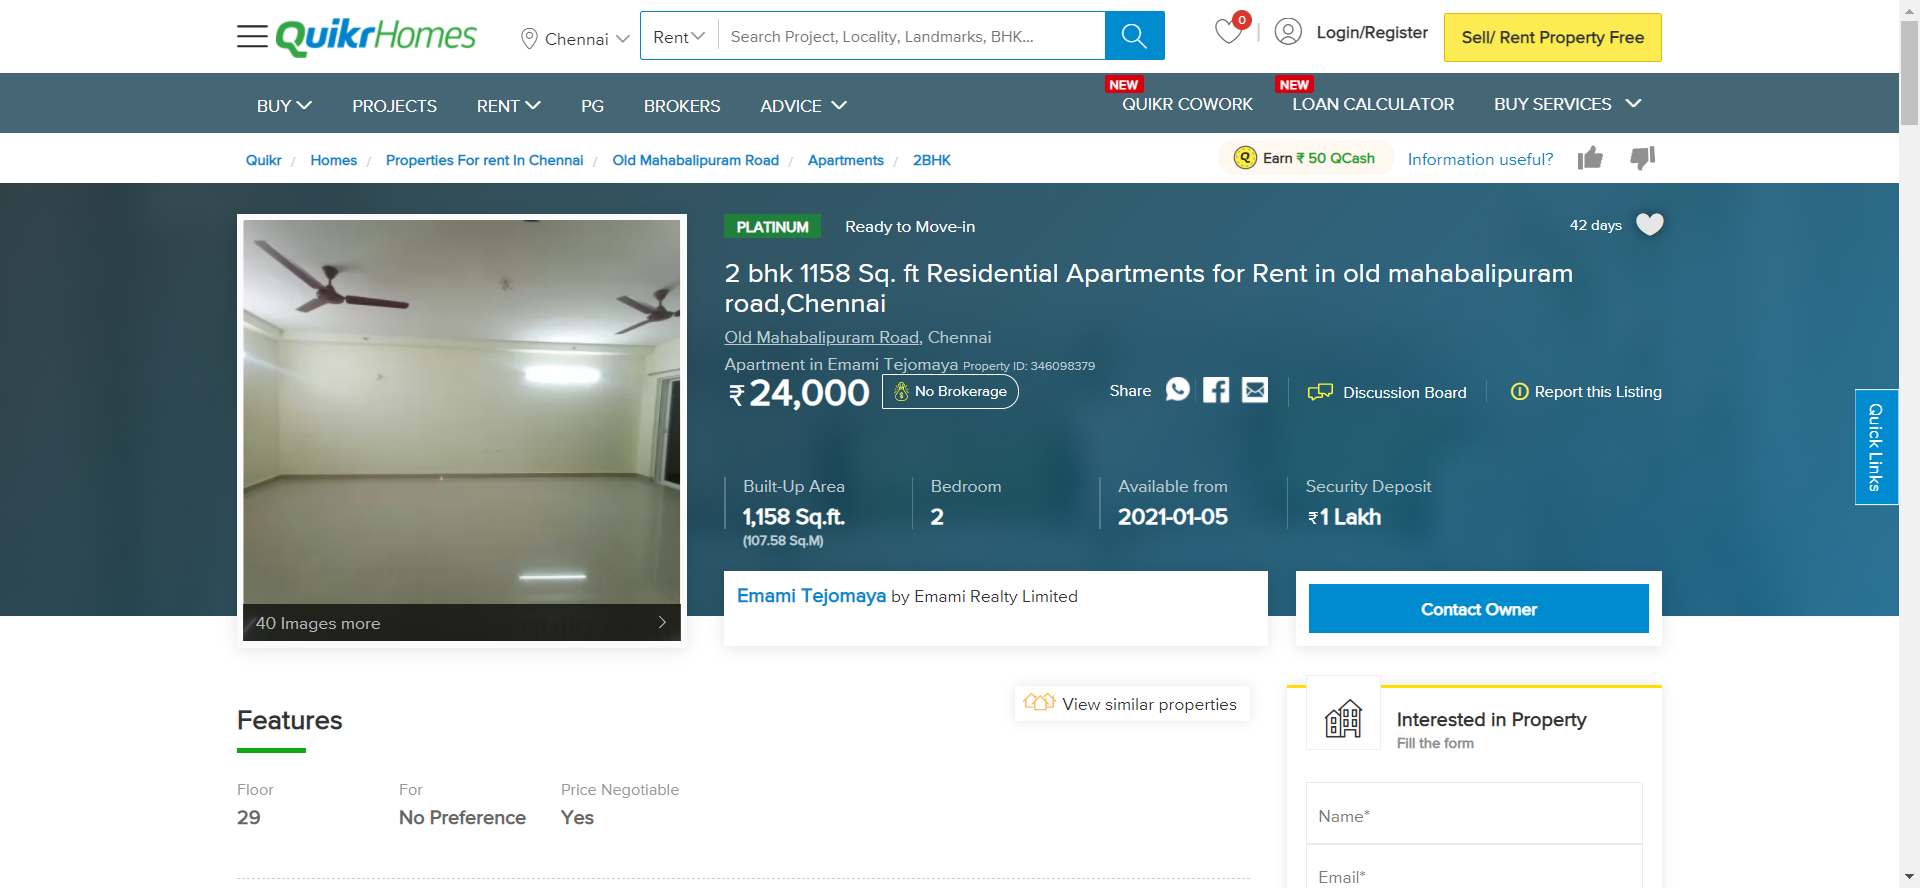 QuikrHomes
Chennai
Rent
Search Project, Locality, Landmarks, BHK...
0
Login/Register
Sell/ Rent Property Free
BUY
PROJECTS
RENT
PG
BROKERS
ADVICE
NEW
QUIKR COWORK
NEW
LOAN CALCULATOR
BUY SERVICES
Quikr / Homes / Properties For rent In Chennai / Old Mahabalipuram Road / Apartments / 2BHK
Q Earn ₹ 50 QCash
Information useful?
PLATINUM
Ready to Move-in
42 days
2 bhk 1158 Sq. ft Residential Apartments for Rent in old mahabalipuram
road,Chennai
Old Mahabalipuram Road, Chennai
Apartment in Emami Tejomaya Property ID: 346098379
₹ 24,000
No Brokerage
Share
Discussion Board
Report this Listing
Quick Links
Built-Up Area
1,158 Sq.ft.
(107.58 Sq.M)
Bedroom
2
Available from
2021-01-05
Security Deposit
₹ 1 Lakh
40 Images more
Emami Tejomaya by Emami Realty Limited
Contact Owner
View similar properties
Features
Floor
29
For
No Preference
Price Negotiable
Yes
Interested in Property
Fill the form
Name*
Email*